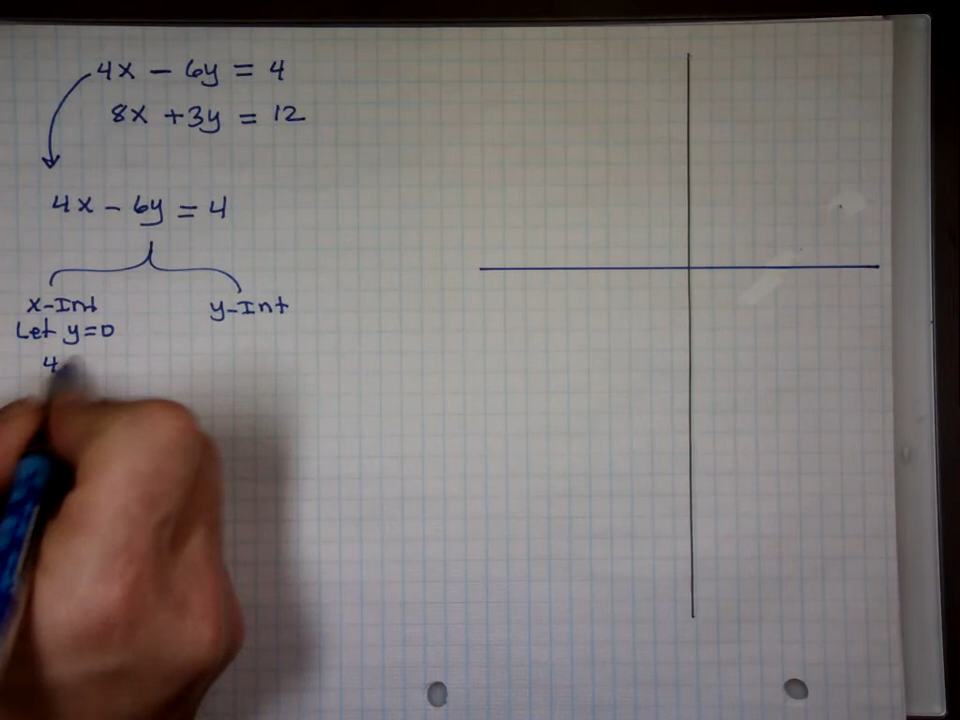 4x - 6y = 4
8x + 3y = 12
4x - 6y = 4
x-Int y-Int
Let y=0
4